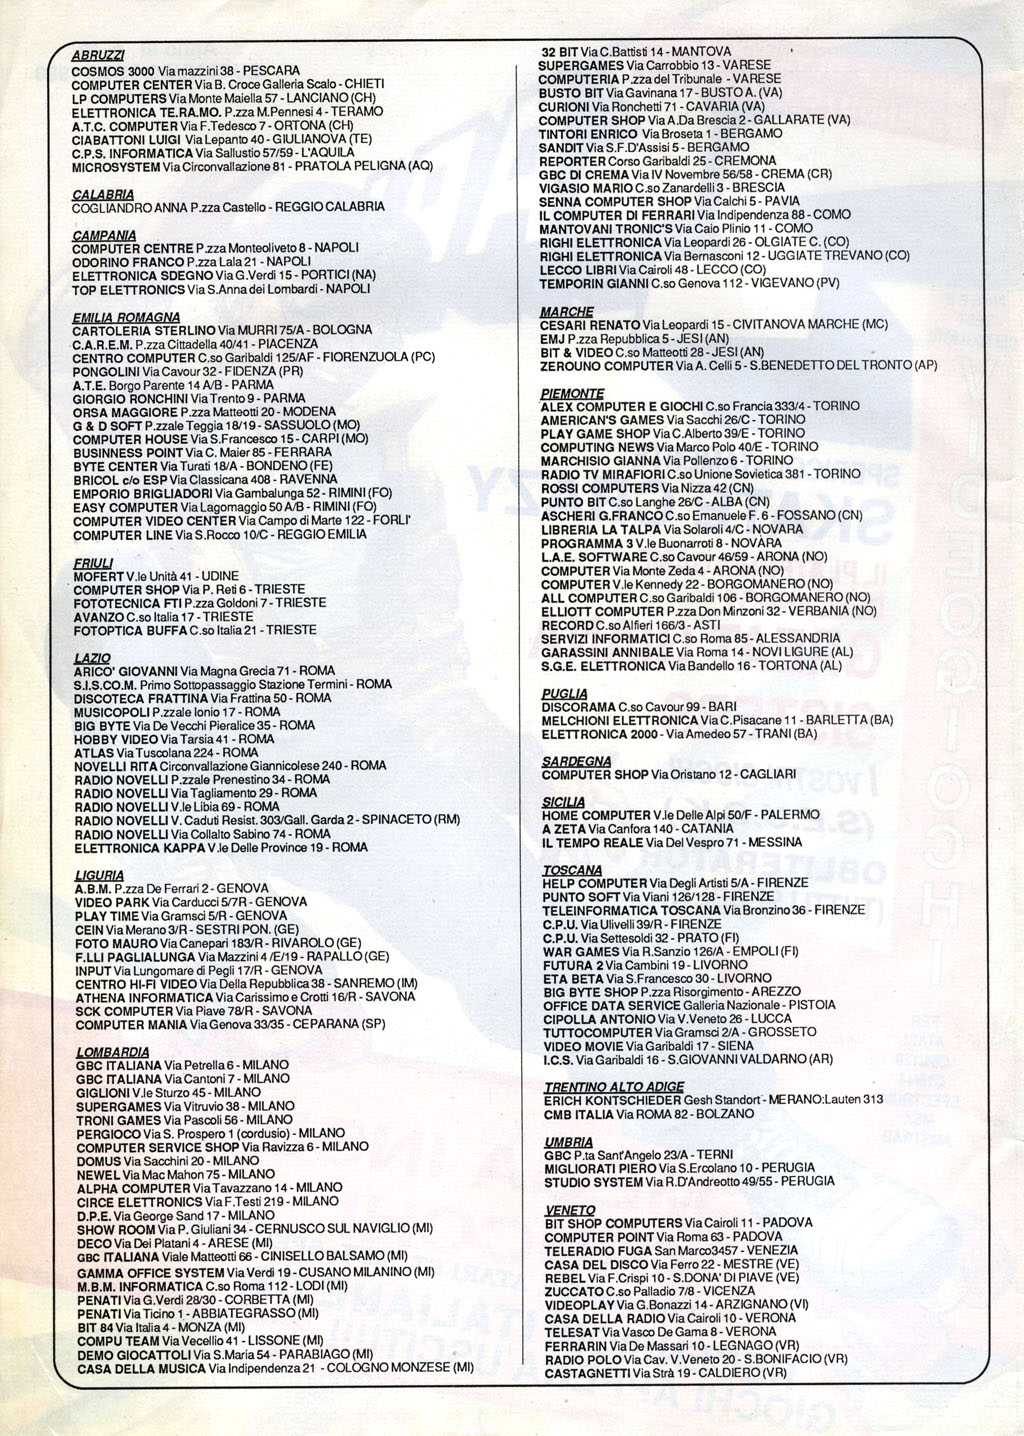 ABRUZZI
COSMOS 3000 Via mazzini 38 - PESCARA
COMPUTER CENTER Via B. Croce Galleria Scalo - CHIETI
LP COMPUTERS Via Monte Maiella 57 - LANCIANO (CH)
ELETTRONICA TE.RA.MO. P.zza M.Pennesi 4 - TERAMO
A.T.C. COMPUTER Via F.Tedesco 7 - ORTONA (CH)
CIABATTONI LUIGI Via Lepanto 40 - GIULIANOVA (TE)
C.P.S. INFORMATICA Via Sallustio 57/59 - L'AQUILA
MICROSYSTEM Via Circonvallazione 81 - PRATOLA PELIGNA (AQ)
CALABRIA
COGLIANDRO ANNA P.zza Castello - REGGIO CALABRIA
CAMPANIA
COMPUTER CENTRE P.zza Monteoliveto 8 - NAPOLI
ODORINO FRANCO P.zza Lala 21 - NAPOLI
ELETTRONICA SDEGNO Via G.Verdi 15 - PORTICI (NA)
TOP ELETTRONICS Via S.Anna dei Lombardi - NAPOLI
EMILIA ROMAGNA
CARTOLERIA STERLINO Via MURRI 75/A - BOLOGNA
C.A.R.E.M. P.zza Cittadella 40/41 - PIACENZA
CENTRO COMPUTER C.so Garibaldi 125/AF - FIORENZUOLA (PC)
PONGOLINI Via Cavour 32 - FIDENZA (PR)
A.T.E. Borgo Parente 14 A/B - PARMA
GIORGIO RONCHINI Via Trento 9 - PARMA
ORSA MAGGIORE P.zza Matteotti 20 - MODENA
G & D SOFT P.zzale Teggia 18/19 - SASSUOLO (MO)
COMPUTER HOUSE Via S.Francesco 15 - CARPI (MO)
BUSINNESS POINT Via C. Maier 85 - FERRARA
BYTE CENTER Via Turati 18/A - BONDENO (FE)
BRICOL c/o ESP Via Classicana 408 - RAVENNA
EMPORIO BRIGLIADORI Via Gambalunga 52 - RIMINI (FO)
EASY COMPUTER Via Lagomaggio 50 A/B - RIMINI (FO)
COMPUTER VIDEO CENTER Via Campo di Marte 122 - FORLI'
COMPUTER LINE Via S.Rocco 10/C - REGGIO EMILIA
FRIULI
MOFERT V.le Unità 41 - UDINE
COMPUTER SHOP Via P. Reti 6 - TRIESTE
FOTOTECNICA FTI P.zza Goldoni 7 - TRIESTE
AVANZO C.so Italia 17 - TRIESTE
FOTOPTICA BUFFA C.so Italia 21 - TRIESTE
LAZIO
ARICO' GIOVANNI Via Magna Grecia 71 - ROMA
S.I.S.CO.M. Primo Sottopassaggio Stazione Termini - ROMA
DISCOTECA FRATTINA Via Frattina 50 - ROMA
MUSICOPOLI P.zzale Ionio 17 - ROMA
BIG BYTE Via De Vecchi Pieralice 35 - ROMA
HOBBY VIDEO Via Tarsia 41 - ROMA
ATLAS Via Tuscolana 224 - ROMA
NOVELLI RITA Circonvallazione Giannicolese 240 - ROMA
RADIO NOVELLI P.zzale Prenestino 34 - ROMA
RADIO NOVELLI Via Tagliamento 29 - ROMA
RADIO NOVELLI V.le Libia 69 - ROMA
RADIO NOVELLI V. Caduti Resist. 303/Gall. Garda 2 - SPINACETO (RM)
RADIO NOVELLI Via Collalto Sabino 74 - ROMA
ELETTRONICA KAPPA V.le Delle Province 19 - ROMA
LIGURIA
A.B.M. P.zza De Ferrari 2 - GENOVA
VIDEO PARK Via Carducci 5/7R - GENOVA
PLAY TIME Via Gramsci 5/R - GENOVA
CEIN Via Merano 3/R - SESTRI PON. (GE)
FOTO MAURO Via Canepari 183/R - RIVAROLO (GE)
F.LLI PAGLIALUNGA Via Mazzini 4 /E/19 - RAPALLO (GE)
INPUT Via Lungomare di Pegli 17/R - GENOVA
CENTRO HI-FI VIDEO Via Della Repubblica 38 - SANREMO (IM)
ATHENA INFORMATICA Via Carissimo e Crotti 16/R - SAVONA
SCK COMPUTER Via Piave 78/R - SAVONA
COMPUTER MANIA Via Genova 33/35 - CEPARANA (SP)
LOMBARDIA
GBC ITALIANA Via Petrella 6 - MILANO
GBC ITALIANA Via Cantoni 7 - MILANO
GIGLIONI V.le Sturzo 45 - MILANO
SUPERGAMES Via Vitruvio 38 - MILANO
TRONI GAMES Via Pascoli 56 - MILANO
PERGIOCO Via S. Prospero 1 (cordusio) - MILANO
COMPUTER SERVICE SHOP Via Ravizza 6 - MILANO
DOMUS Via Sacchini 20 - MILANO
NEWEL Via Mac Mahon 75 - MILANO
ALPHA COMPUTER Via Tavazzano 14 - MILANO
CIRCE ELETTRONICS Via F.Testi 219 - MILANO
D.P.E. Via George Sand 17 - MILANO
SHOW ROOM Via P. Giuliani 34 - CERNUSCO SUL NAVIGLIO (MI)
DECO Via Dei Platani 4 - ARESE (MI)
GBC ITALIANA Viale Matteotti 66 - CINISELLO BALSAMO (MI)
GAMMA OFFICE SYSTEM Via Verdi 19 - CUSANO MILANINO (MI)
M.B.M. INFORMATICA C.so Roma 112 - LODI (MI)
PENATI Via G.Verdi 28/30 - CORBETTA (MI)
PENATI Via Ticino 1 - ABBIATEGRASSO (MI)
BIT 84 Via Italia 4 - MONZA (MI)
COMPU TEAM Via Vecellio 41 - LISSONE (MI)
DEMO GIOCATTOLI Via S.Maria 54 - PARABIAGO (MI)
CASA DELLA MUSICA Via Indipendenza 21 - COLOGNO MONZESE (MI)
32 BIT Via C.Battisti 14 - MANTOVA
SUPERGAMES Via Carrobbio 13 - VARESE
COMPUTERIA P.zza del Tribunale - VARESE
BUSTO BIT Via Gavinana 17 - BUSTO A. (VA)
CURIONI Via Ronchetti 71 - CAVARIA (VA)
COMPUTER SHOP Via A.Da Brescia 2 - GALLARATE (VA)
TINTORI ENRICO Via Broseta 1 - BERGAMO
SANDIT Via S.F.D'Assisi 5 - BERGAMO
REPORTER Corso Garibaldi 25 - CREMONA
GBC DI CREMA Via IV Novembre 56/58 - CREMA (CR)
VIGASIO MARIO C.so Zanardelli 3 - BRESCIA
SENNA COMPUTER SHOP Via Calchi 5 - PAVIA
IL COMPUTER DI FERRARI Via Indipendenza 88 - COMO
MANTOVANI TRONIC'S Via Caio Plinio 11 - COMO
RIGHI ELETTRONICA Via Leopardi 26 - OLGIATE C. (CO)
RIGHI ELETTRONICA Via Bernasconi 12 - UGGIATE TREVANO (CO)
LECCO LIBRI Via Cairoli 48 - LECCO (CO)
TEMPORIN GIANNI C.so Genova 112 - VIGEVANO (PV)
MARCHE
CESARI RENATO Via Leopardi 15 - CIVITANOVA MARCHE (MC)
EMJ P.zza Repubblica 5 - JESI (AN)
BIT & VIDEO C.so Matteotti 28 - JESI (AN)
ZEROUNO COMPUTER Via A. Celli 5 - S.BENEDETTO DEL TRONTO (AP)
PIEMONTE
ALEX COMPUTER E GIOCHI C.so Francia 333/4 - TORINO
AMERICAN'S GAMES Via Sacchi 26/C - TORINO
PLAY GAME SHOP Via C.Alberto 39/E - TORINO
COMPUTING NEWS Via Marco Polo 40/E - TORINO
MARCHISIO GIANNA Via Pollenzo 6 - TORINO
RADIO TV MIRAFIORI C.so Unione Sovietica 381 - TORINO
ROSSI COMPUTERS Via Nizza 42 (CN)
PUNTO BIT C.so Langhe 26/C - ALBA (CN)
ASCHERI G.FRANCO C.so Emanuele F. 6 - FOSSANO (CN)
LIBRERIA LA TALPA Via Solaroli 4/C - NOVARA
PROGRAMMA 3 V.le Buonarroti 8 - NOVARA
L.A.E. SOFTWARE C.so Cavour 46/59 - ARONA (NO)
COMPUTER Via Monte Zeda 4 - ARONA (NO)
COMPUTER V.le Kennedy 22 - BORGOMANERO (NO)
ALL COMPUTER C.so Garibaldi 106 - BORGOMANERO (NO)
ELLIOTT COMPUTER P.zza Don Minzoni 32 - VERBANIA (NO)
RECORD C.so Alfieri 166/3 - ASTI
SERVIZI INFORMATICI C.so Roma 85 - ALESSANDRIA
GARASSINI ANNIBALE Via Roma 14 - NOVI LIGURE (AL)
S.G.E. ELETTRONICA Via Bandello 16 - TORTONA (AL)
PUGLIA
DISCORAMA C.so Cavour 99 - BARI
MELCHIONI ELETTRONICA Via C.Pisacane 11 - BARLETTA (BA)
ELETTRONICA 2000 - Via Amedeo 57 - TRANI (BA)
SARDEGNA
COMPUTER SHOP Via Oristano 12 - CAGLIARI
SICILIA
HOME COMPUTER V.le Delle Alpi 50/F - PALERMO
A ZETA Via Canfora 140 - CATANIA
IL TEMPO REALE Via Del Vespro 71 - MESSINA
TOSCANA
HELP COMPUTER Via Degli Artisti 5/A - FIRENZE
PUNTO SOFT Via Viani 126/128 - FIRENZE
TELEINFORMATICA TOSCANA Via Bronzino 36 - FIRENZE
C.P.U. Via Ulivelli 39/R - FIRENZE
C.P.U. Via Settesoldi 32 - PRATO (FI)
WAR GAMES Via R.Sanzio 126/A - EMPOLI (FI)
FUTURA 2 Via Cambini 19 - LIVORNO
ETA BETA Via S.Francesco 30 - LIVORNO
BIG BYTE SHOP P.zza Risorgimento - AREZZO
OFFICE DATA SERVICE Galleria Nazionale - PISTOIA
CIPOLLA ANTONIO Via V.Veneto 26 - LUCCA
TUTTOCOMPUTER Via Gramsci 2/A - GROSSETO
VIDEO MOVIE Via Garibaldi 17 - SIENA
I.C.S. Via Garibaldi 16 - S.GIOVANNI VALDARNO (AR)
TRENTINO ALTO ADIGE
ERICH KONTSCHIEDER Gesh Standort - MERANO:Lauten 313
CMB ITALIA Via ROMA 82 - BOLZANO
UMBRIA
GBC P.ta Sant'Angelo 23/A - TERNI
MIGLIORATI PIERO Via S.Ercolano 10 - PERUGIA
STUDIO SYSTEM Via R.D'Andreotto 49/55 - PERUGIA
VENETO
BIT SHOP COMPUTERS Via Cairoli 11 - PADOVA
COMPUTER POINT Via Roma 63 - PADOVA
TELERADIO FUGA San Marco3457 - VENEZIA
CASA DEL DISCO Via Ferro 22 - MESTRE (VE)
REBEL Via F.Crispi 10 - S.DONA' DI PIAVE (VE)
ZUCCATO C.so Palladio 7/8 - VICENZA
VIDEOPLAY Via G.Bonazzi 14 - ARZIGNANO (VI)
CASA DELLA RADIO Via Cairoli 10 - VERONA
TELESAT Via Vasco De Gama 8 - VERONA
FERRARIN Via De Massari 10 - LEGNAGO (VR)
RADIO POLO Via Cav. V.Veneto 20 - S.BONIFACIO (VR)
CASTAGNETTI Via Strà 19 - CALDIERO (VR)